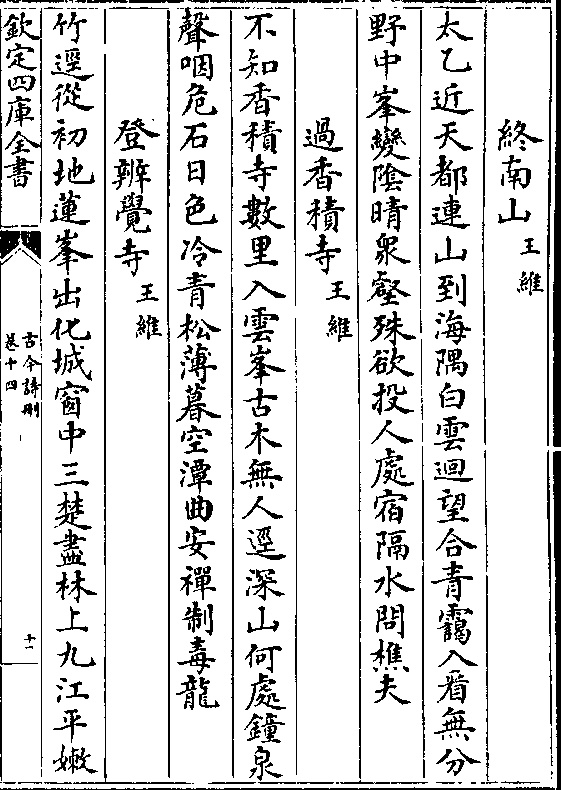 終南山 王維
太乙近天都連山到海隅白雲迴望合青靄入看無分
野中峯變陰晴衆壑殊欲投人處宿隔水問樵夫
過香積寺 王維
不知香積寺數里入雲峯古木無人逕深山何處鐘泉
聲咽危石日色冷青松薄暮空潭曲安禪制毒龍
登辨覺寺 王維
竹逕從初地蓮峯出化城窗中三楚盡林上九江平嫩
欽定四庫全書
古今詩刪
卷十四
十一